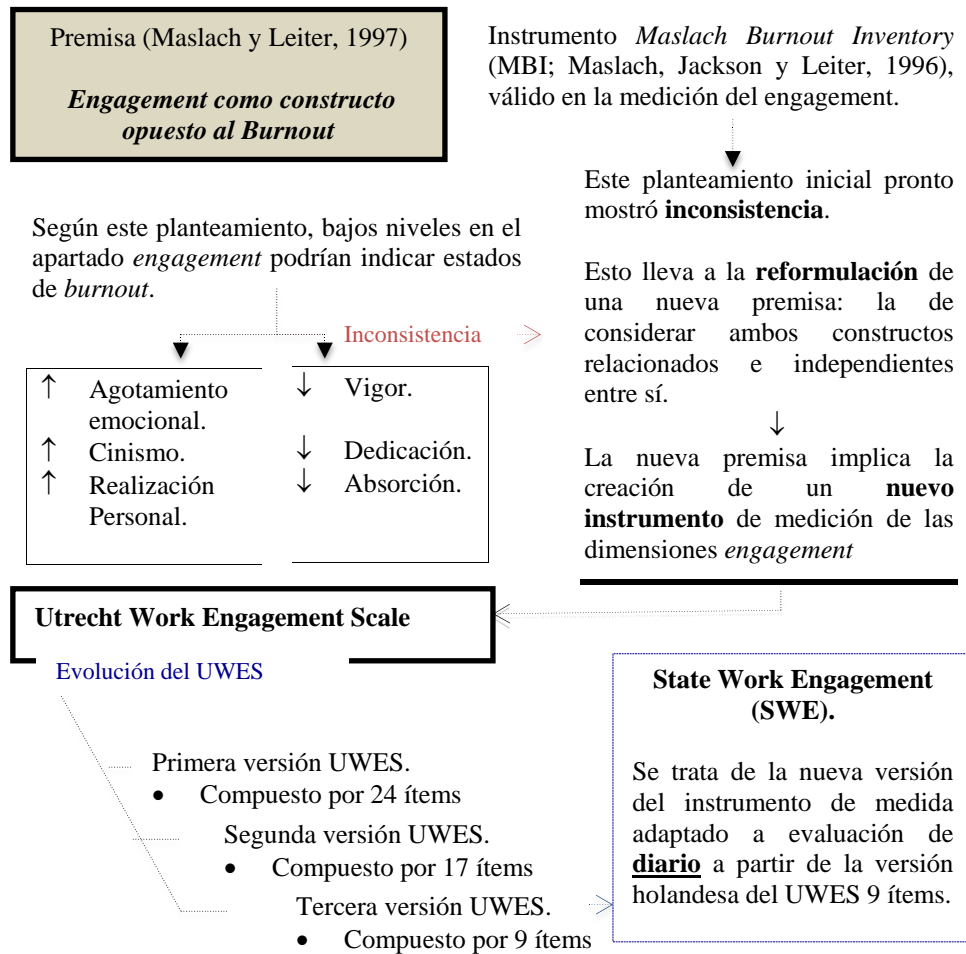 Premisa (Maslach y Leiter, 1997)
Engagement como constructo
opuesto al Burnout
Instrumento Maslach Burnout Inventory
(MBI; Maslach, Jackson y Leiter, 1996),
válido en la medición del engagement.
Este planteamiento inicial pronto
mostró inconsistencia.
Según este planteamiento, bajos niveles en el
apartado engagement podrían indicar estados
de burnout.
Inconsistencia
Esto lleva a la reformulación de
una nueva premisa: la de
considerar ambos constructos
relacionados e independientes
entre sí.
↓
La nueva premisa implica la
creación de un nuevo
instrumento de medición de las
dimensiones engagement
↑ Agotamiento
emocional.
↑ Cinismo.
↑ Realización
Personal.
↓ Vigor.
↓ Dedicación.
↓ Absorción.
Utrecht Work Engagement Scale
Evolución del UWES
Primera versión UWES.
• Compuesto por 24 ítems
Segunda versión UWES.
• Compuesto por 17 ítems
Tercera versión UWES.
• Compuesto por 9 ítems
State Work Engagement
(SWE).
Se trata de la nueva versión
del instrumento de medida
adaptado a evaluación de
diario a partir de la versión
holandesa del UWES 9 ítems.